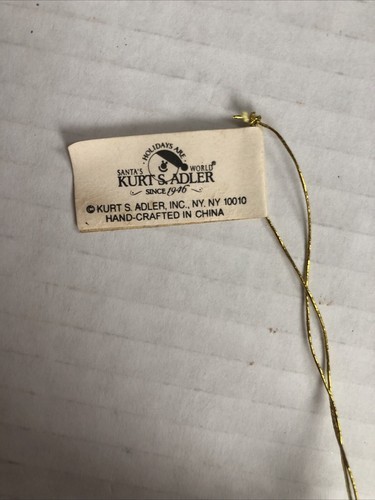 HOLIDAYS ARE
SANTA'S WORLD®
KURT S. ADLER
SINCE 1946
© KURT S. ADLER, INC., NY, NY 10010
HAND-CRAFTED IN CHINA